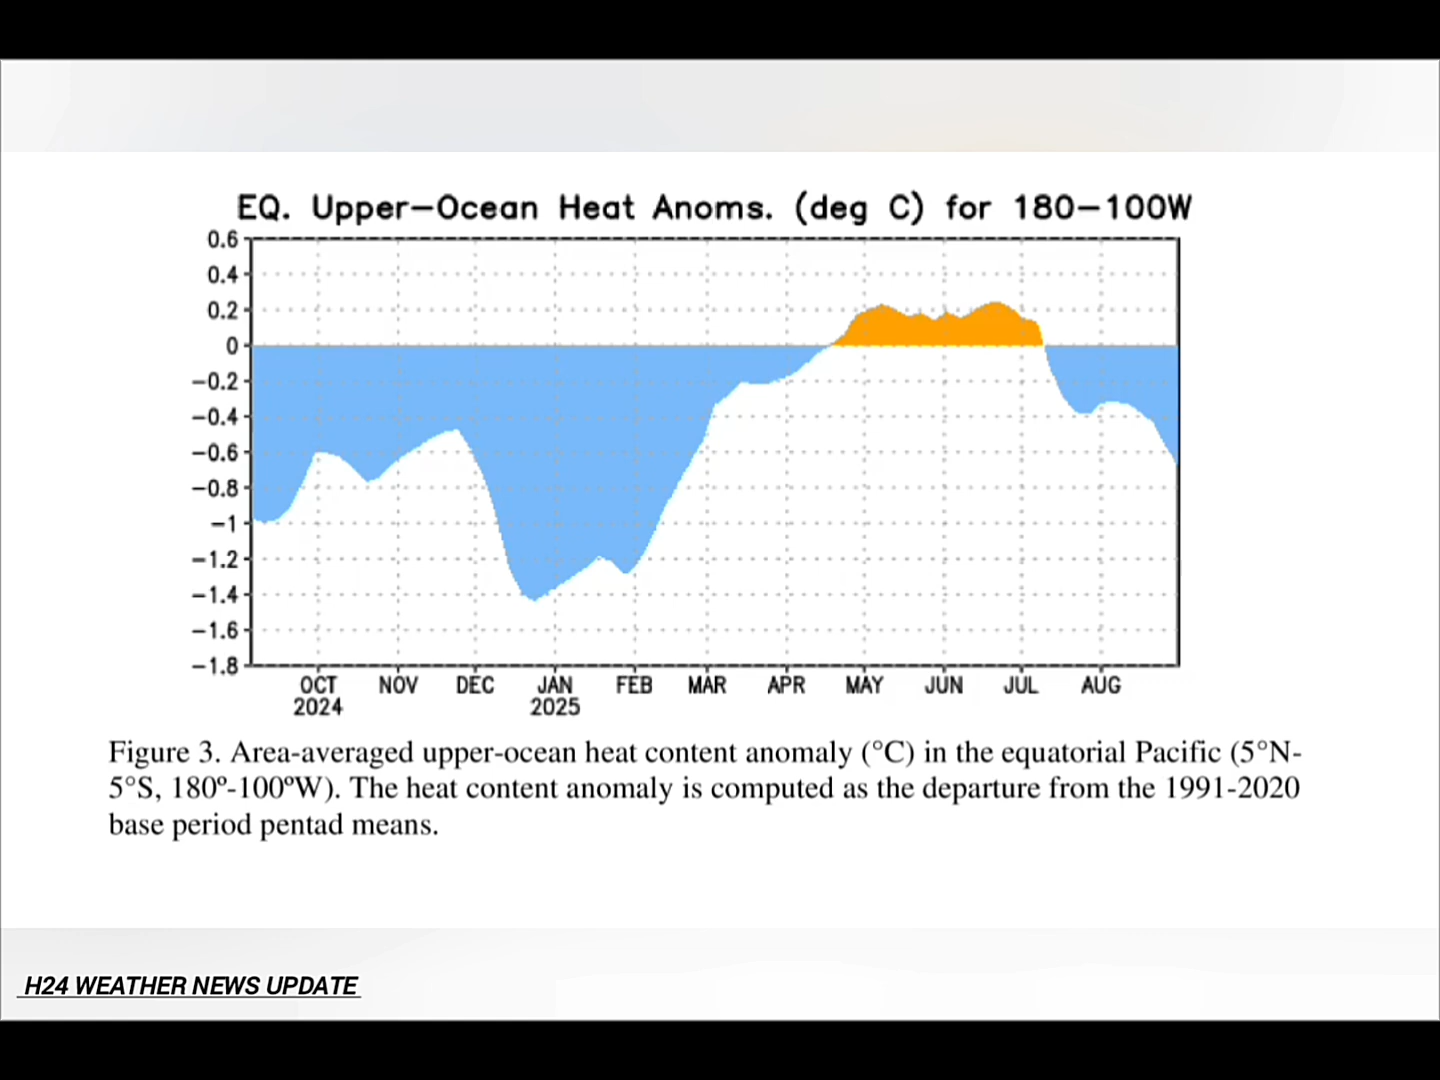 EQ. Upper-Ocean Heat Anoms. (deg C) for 180-100W
0.6
0.4
0.2
0
-0.2
-0.4
-0.6
-0.8
-1
-1.2
-1.4
-1.6
-1.8
OCT NOV DEC JAN FEB MAR APR MAY JUN JUL AUG
2024 2025
Figure 3. Area-averaged upper-ocean heat content anomaly (°C) in the equatorial Pacific (5°N-
5°S, 180º-100ºW). The heat content anomaly is computed as the departure from the 1991-2020
base period pentad means.
H24 WEATHER NEWS UPDATE